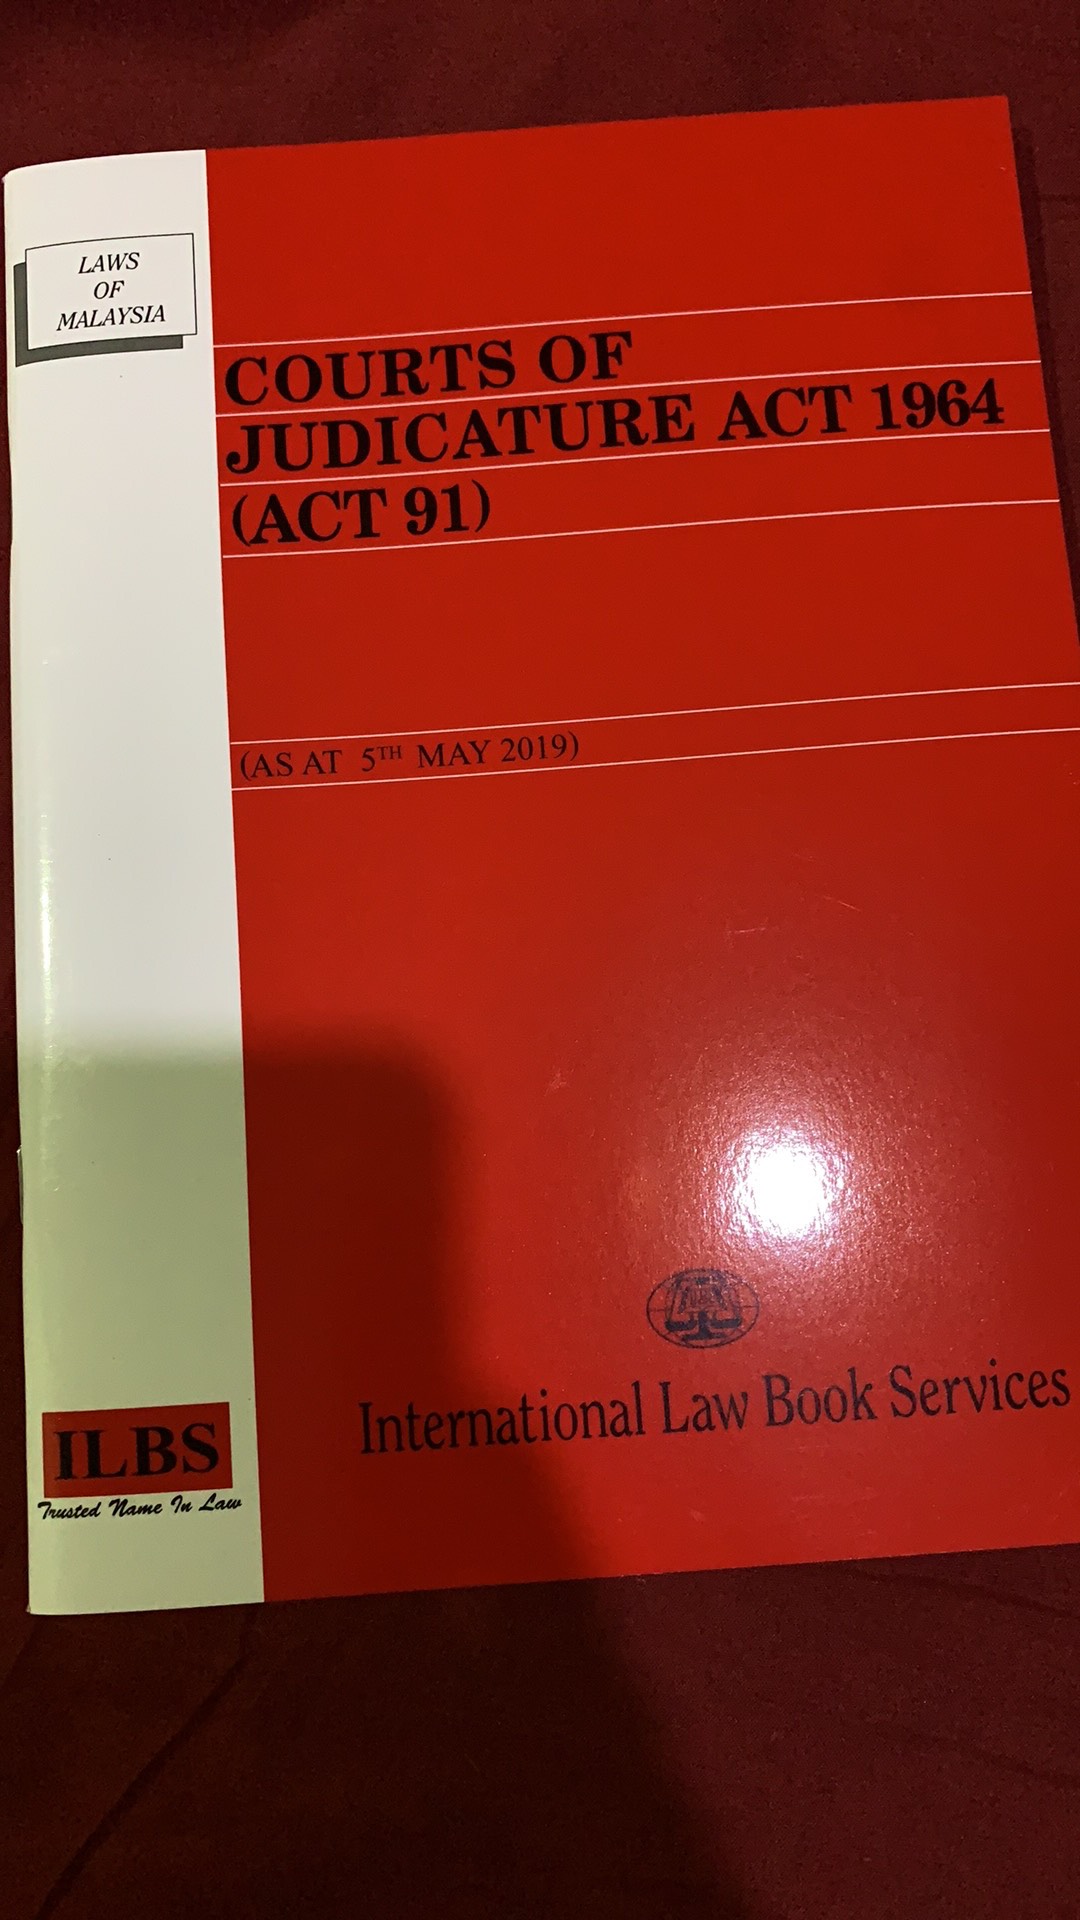 LAWS
OF
MALAYSIA
COURTS OF
JUDICATURE ACT 1964
(ACT 91)
(AS AT 5TH MAY 2019)
International Law Book Services
ILBS
Trusted Name In Law